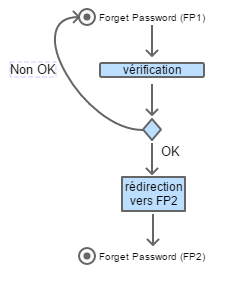 Forget Password (FP1)
Non OK
vérification
OK
rédirection
vers FP2
Forget Password (FP2)